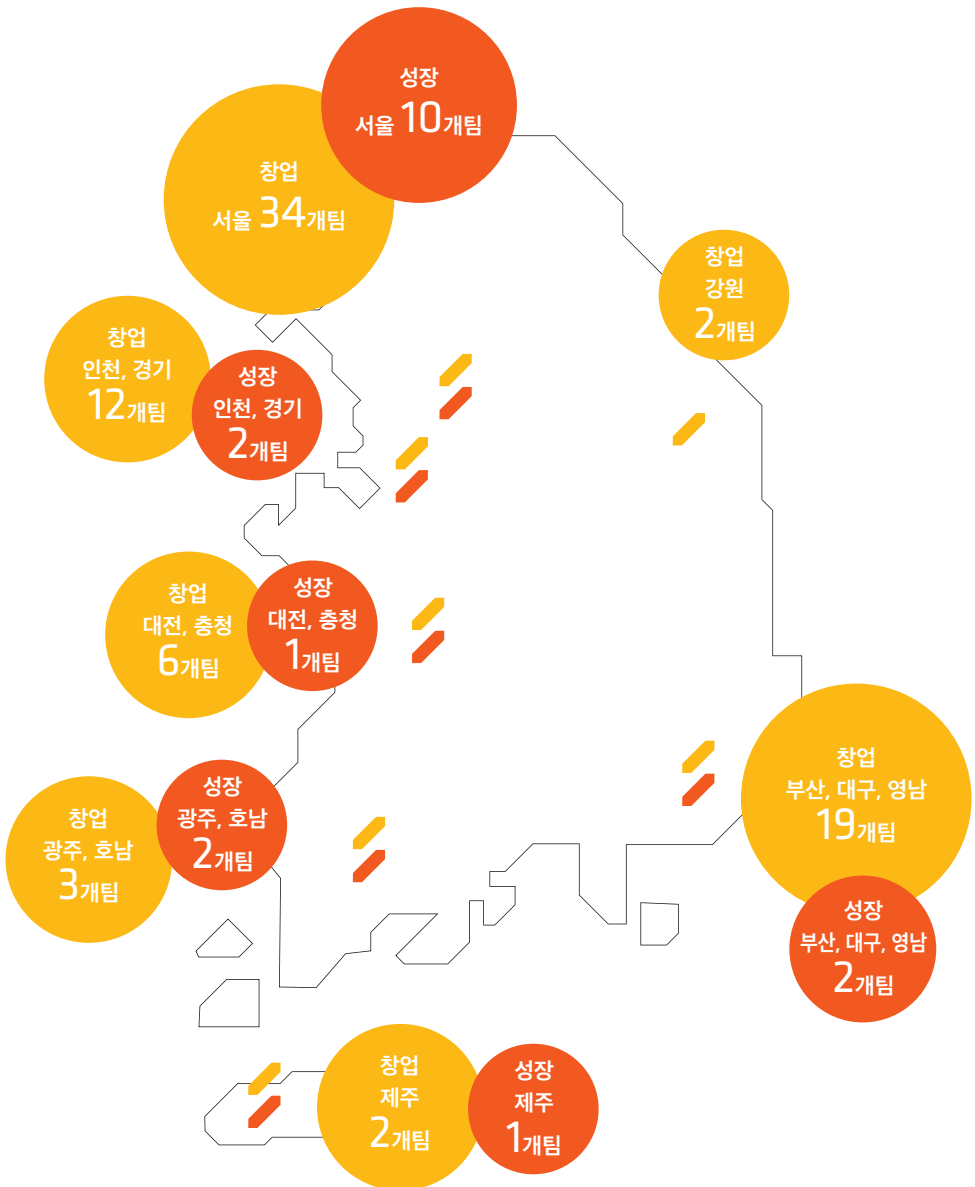 성장
서울 10개팀
창업
서울 34개팀
창업
강원
2개팀
창업
인천, 경기
12개팀
성장
인천, 경기
2개팀
창업
대전, 충청
6개팀
성장
대전, 충청
1개팀
창업
부산, 대구, 영남
19개팀
성장
광주, 호남
2개팀
창업
광주, 호남
3개팀
성장
부산, 대구, 영남
2개팀
창업
제주
2개팀
성장
제주
1개팀